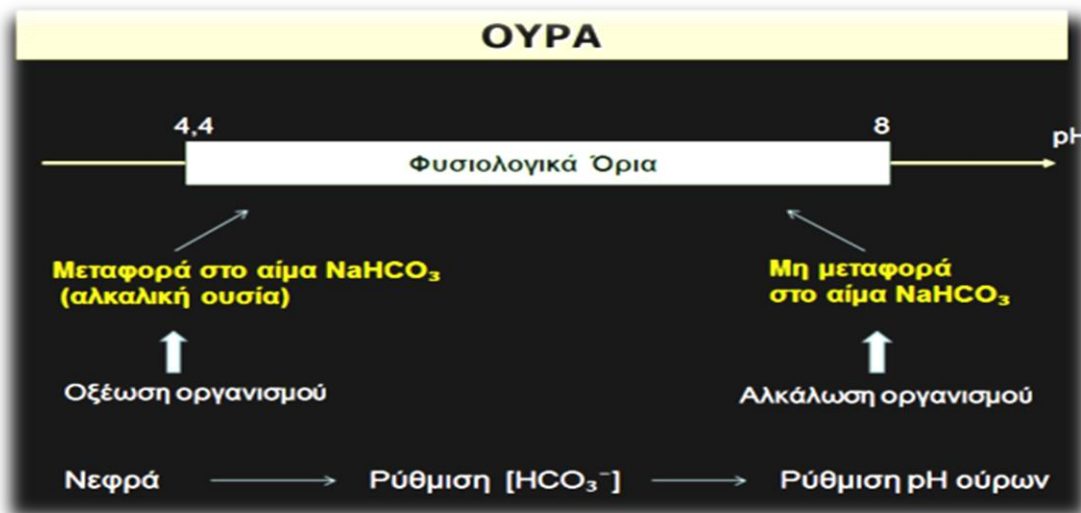 ΟΥΡΑ
4,4
8
pH
Φυσιολογικά Όρια
Μεταφορά στο αίμα NaHCO₃
(αλκαλική ουσία)
Μη μεταφορά
στο αίμα NaHCO₃
Οξέωση οργανισμού
Αλκάλωση οργανισμού
Νεφρά
Ρύθμιση [HCO₃⁻]
Ρύθμιση pH ούρων